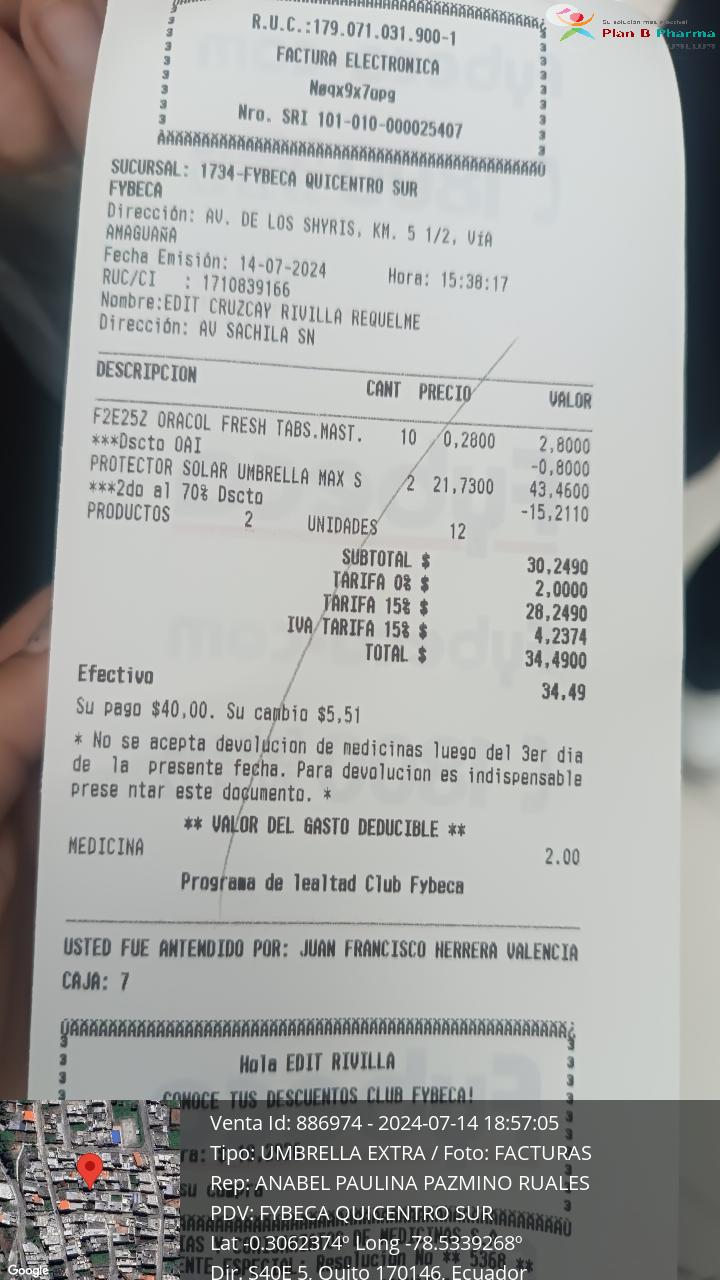 Su solución más efectiva!
Plan B Pharma
R.U.C.:179.071.031.900-1
FACTURA ELECTRONICA
Nøqx9x7opg
Nro. SRI 101-010-000025407
SUCURSAL: 1734-FYBECA QUICENTRO SUR
FYBECA
Dirección: AV. DE LOS SHYRIS, KM. 5 1/2, VíA
AMAGUAÑA
Fecha Emisión: 14-07-2024 Hora: 15:38:17
RUC/CI : 1710839166
Nombre:EDIT CRUZCAY RIVILLA REQUELME
Dirección: AV SACHILA SN
DESCRIPCION CANT PRECIO VALOR
F2E25Z ORACOL FRESH TABS.MAST. 10 0,2800 2,8000
***Dscto OAI -0,8000
PROTECTOR SOLAR UMBRELLA MAX S 2 21,7300 43,4600
***2do al 70% Dscto -15,2110
PRODUCTOS 2 UNIDADES 12
SUBTOTAL $ 30,2490
TARIFA 0% $ 2,0000
TARIFA 15% $ 28,2490
IVA TARIFA 15% $ 4,2374
TOTAL $ 34,4900
Efectivo 34,49
Su pago $40,00. Su cambio $5,51
* No se acepta devolucion de medicinas luego del 3er dia
de la presente fecha. Para devolucion es indispensable
prese ntar este documento. *
** VALOR DEL GASTO DEDUCIBLE **
MEDICINA 2.00
Programa de lealtad Club Fybeca
USTED FUE ANTENDIDO POR: JUAN FRANCISCO HERRERA VALENCIA
CAJA: 7
Hola EDIT RIVILLA
CONOCE TUS DESCUENTOS CLUB FYBECA!
Venta Id: 886974 - 2024-07-14 18:57:05
Tipo: UMBRELLA EXTRA / Foto: FACTURAS
Rep: ANABEL PAULINA PAZMINO RUALES
PDV: FYBECA QUICENTRO SUR
Lat -0.3062374º Long -78.5339268º
Dir. S40E 5, Quito 170146, Ecuador
Google